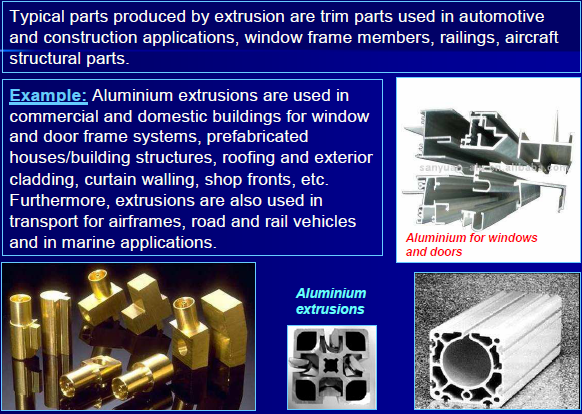 Typical parts produced by extrusion are trim parts used in automotive
and construction applications, window frame members, railings, aircraft
structural parts.
Example: Aluminium extrusions are used in
commercial and domestic buildings for window
and door frame systems, prefabricated
houses/building structures, roofing and exterior
cladding, curtain walling, shop fronts, etc.
Furthermore, extrusions are also used in
transport for airframes, road and rail vehicles
and in marine applications.
Aluminium for windows
and doors
Aluminium
extrusions